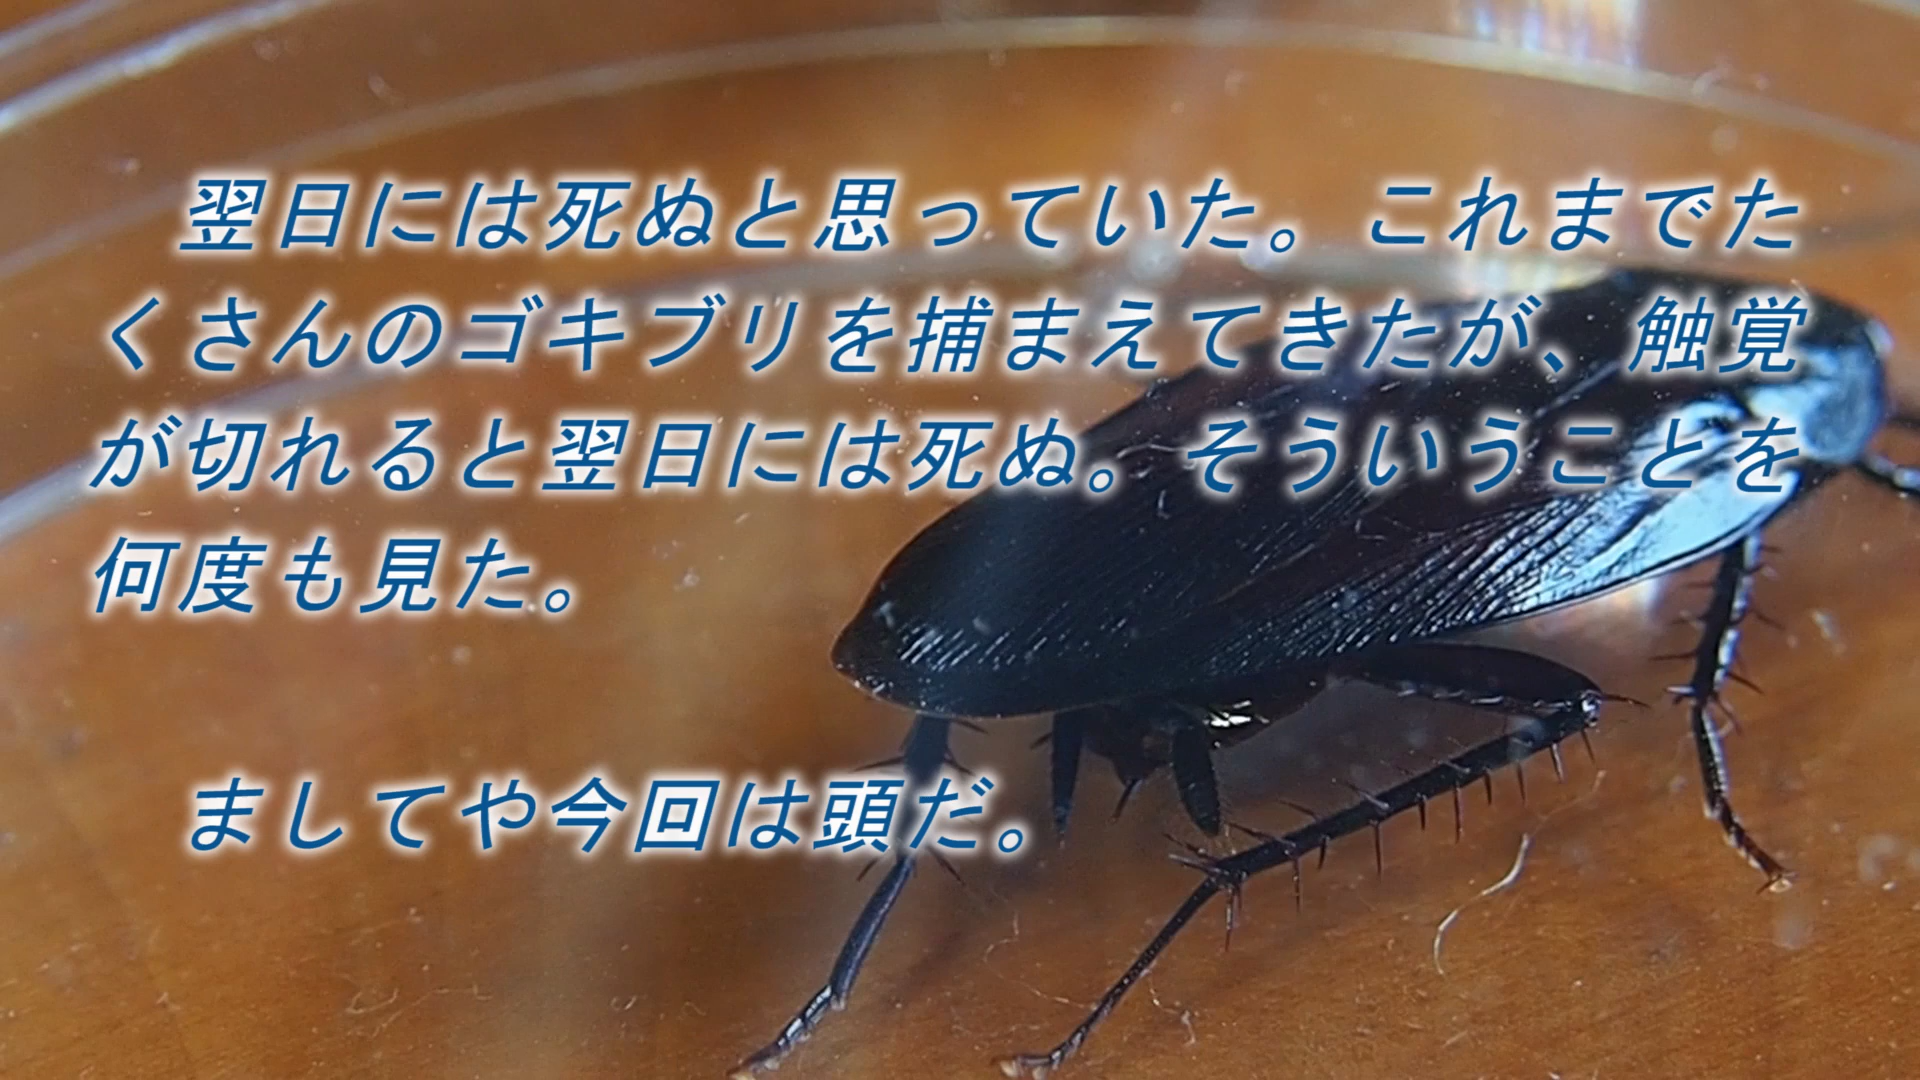 翌日には死ぬと思っていた。これまでた
くさんのゴキブリを捕まえてきたが、触覚
が切れると翌日には死ぬ。そういうことを
何度も見た。
ましてや今回は頭だ。